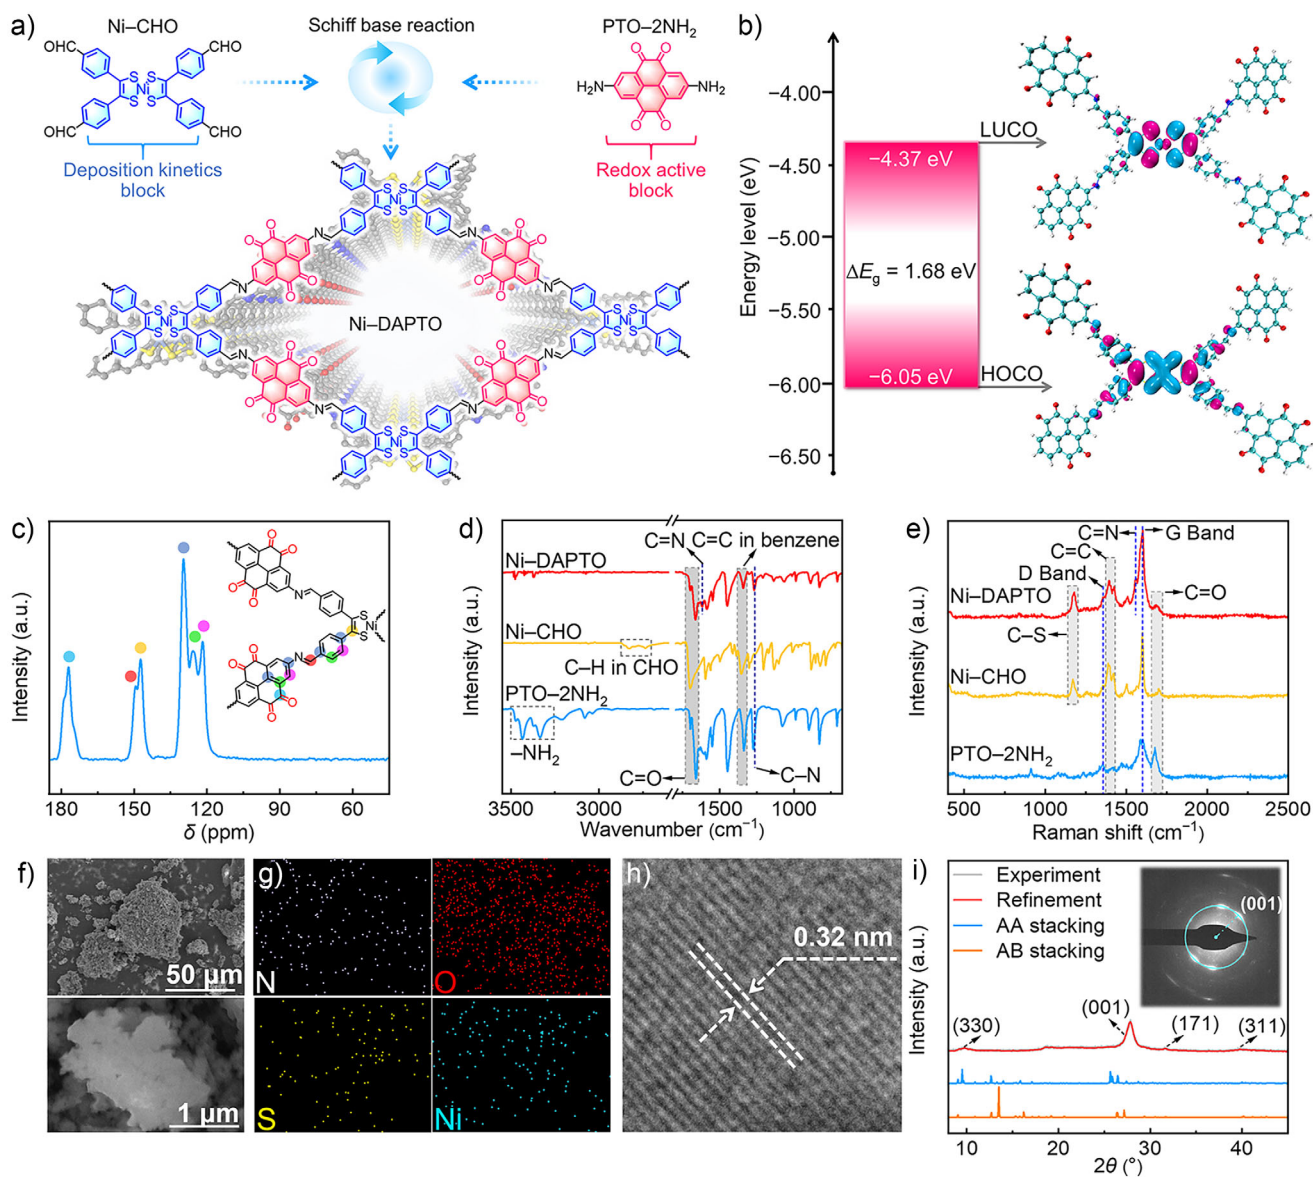 a)
Ni–CHO
Schiff base reaction
PTO–2NH₂
OHC
CHO
S S
Ni
S S
OHC
CHO
H₂N
NH₂
O O
O O
Deposition kinetics
block
Redox active
block
Ni–DAPTO
b)
Energy level (eV)
−4.00
−4.50
−5.00
−5.50
−6.00
−6.50
−4.37 eV
ΔE_g = 1.68 eV
−6.05 eV
LUCO
HOCO
c)
Intensity (a.u.)
180
150
120
90
60
δ (ppm)
d)
Intensity (a.u.)
C=N
C=C in benzene
Ni–DAPTO
Ni–CHO
C–H in CHO
PTO–2NH₂
–NH₂
C=O
C–N
3500
3000
1500
1000
Wavenumber (cm⁻¹)
e)
Intensity (a.u.)
C=N
G Band
C=C
D Band
Ni–DAPTO
C=O
C–S
Ni–CHO
PTO–2NH₂
500
1000
1500
2000
2500
Raman shift (cm⁻¹)
f)
50 μm
1 μm
g)
N
O
S
Ni
h)
0.32 nm
i)
Intensity (a.u.)
Experiment
Refinement
AA stacking
AB stacking
(001)
(330)
(001)
(171)
(311)
10
20
30
40
2θ (°)